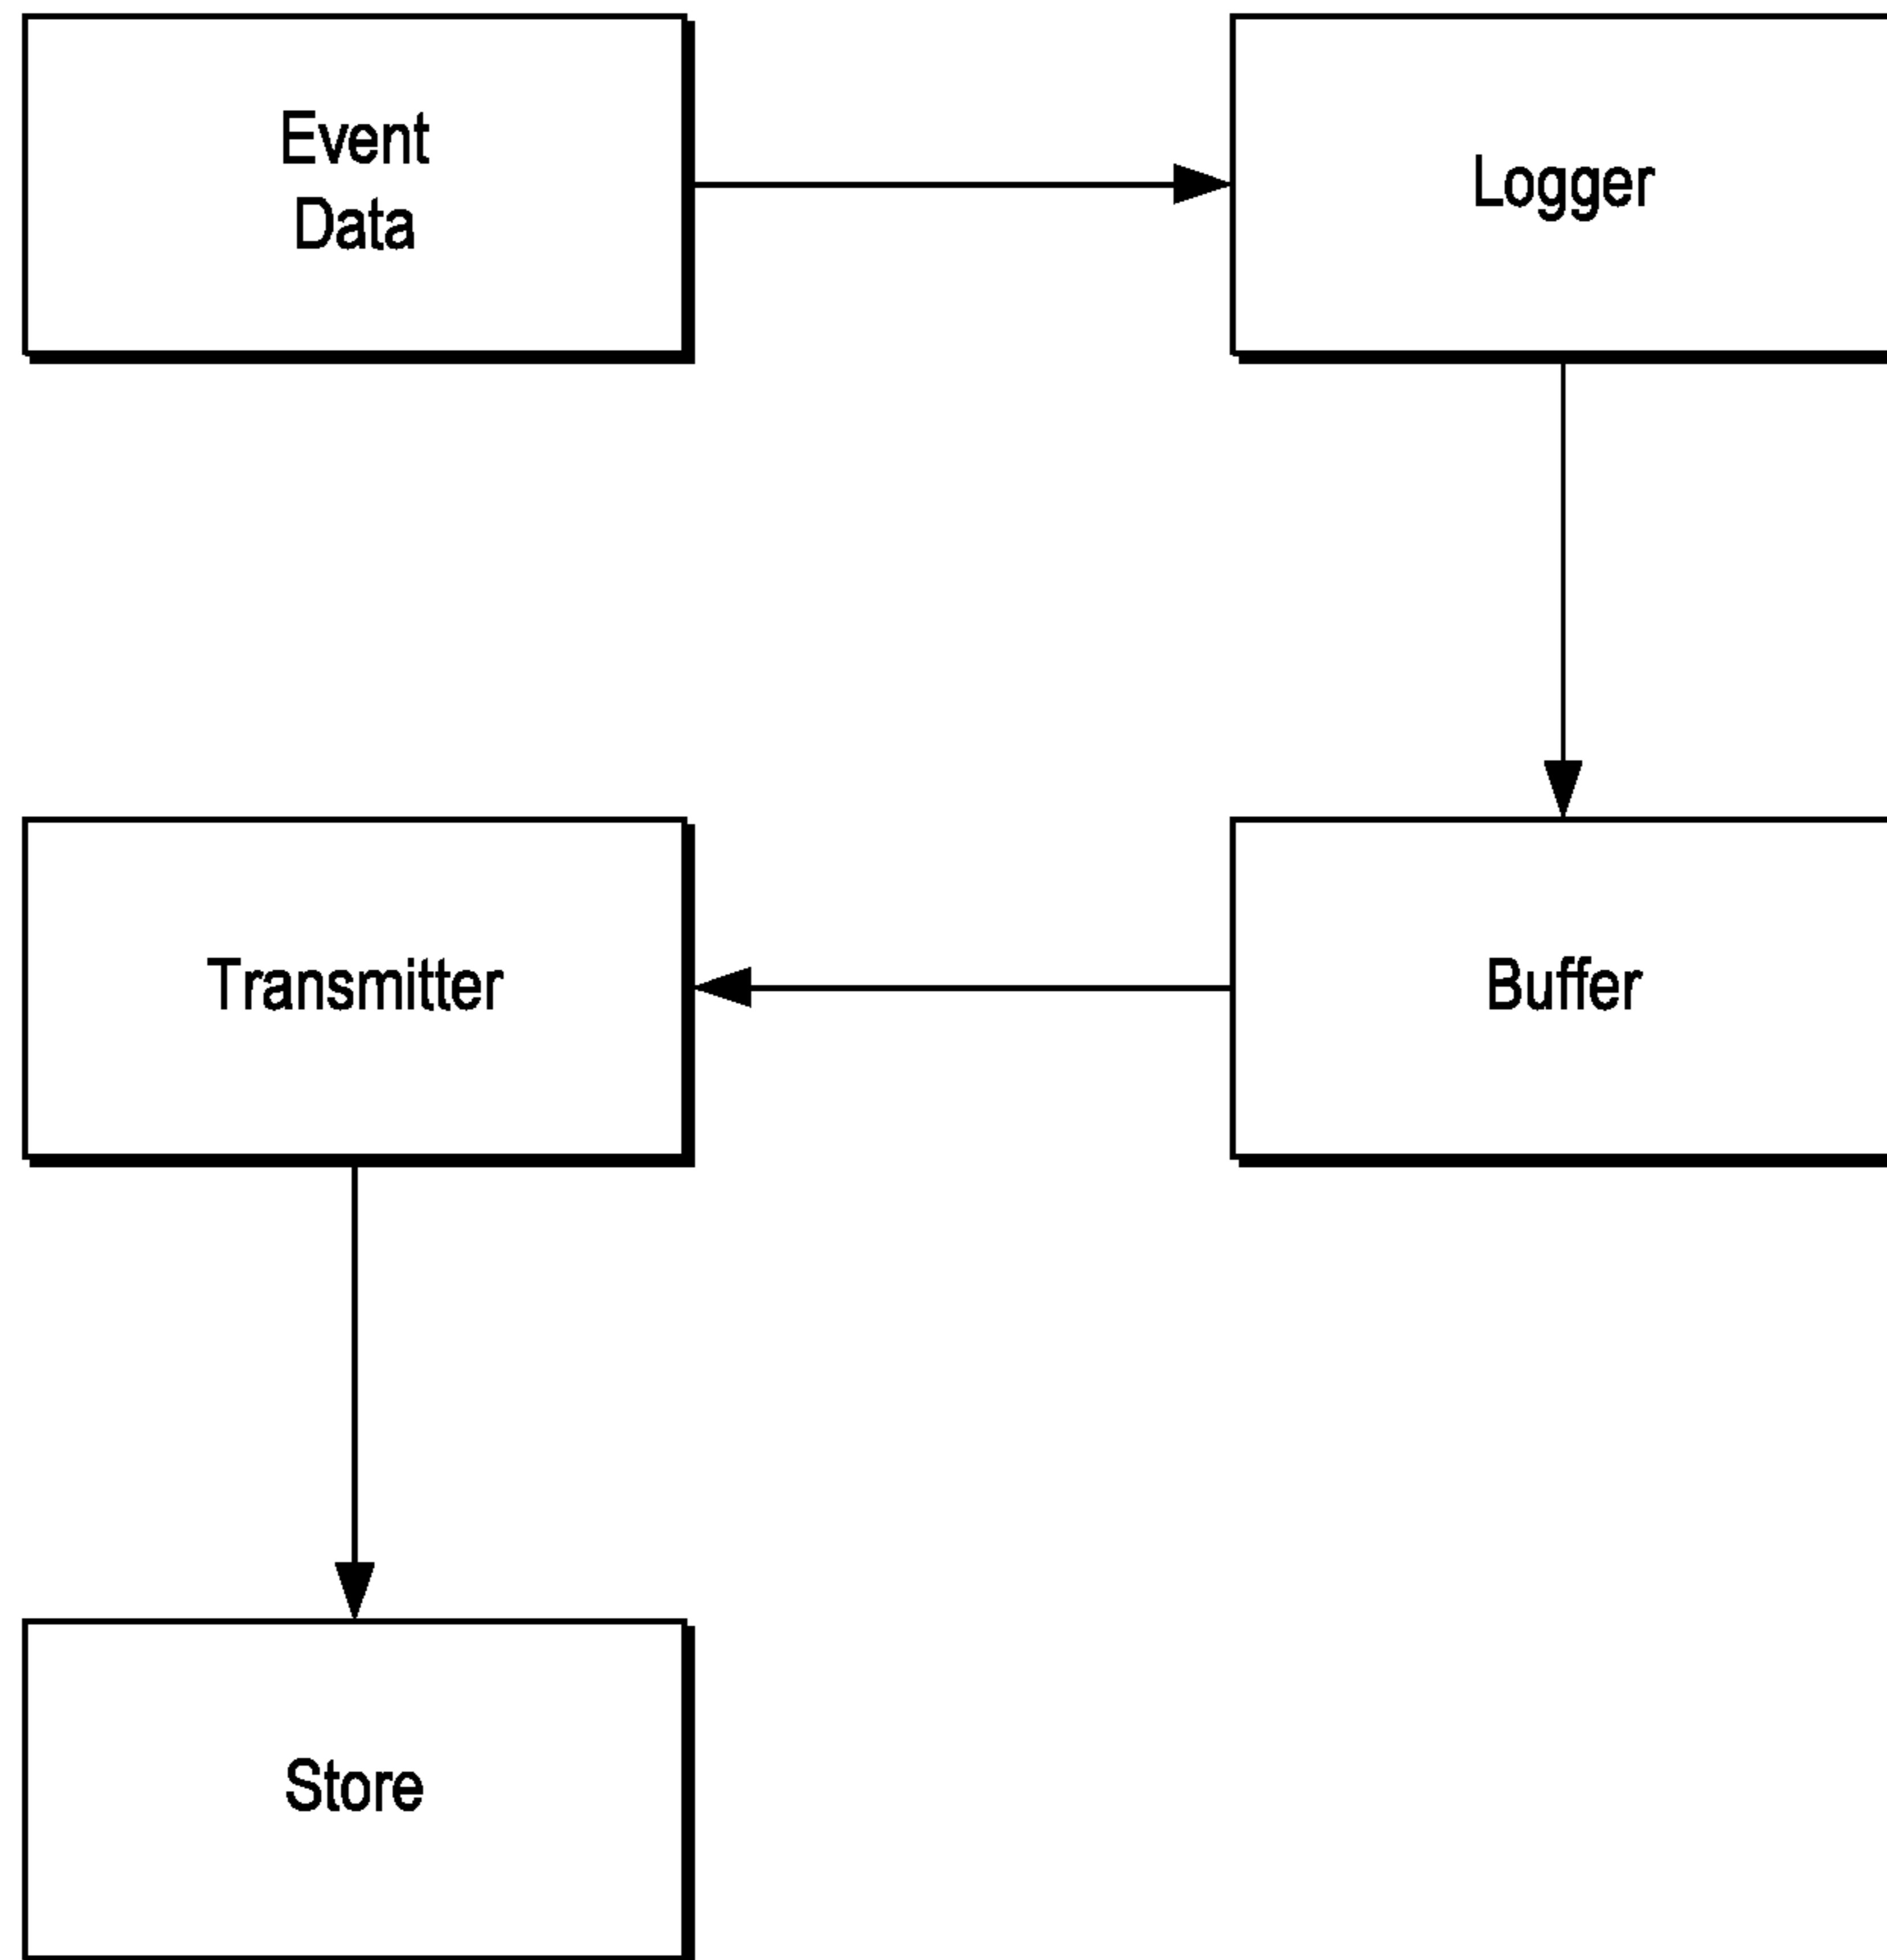 Event
Data
Logger
Transmitter
Buffer
Store